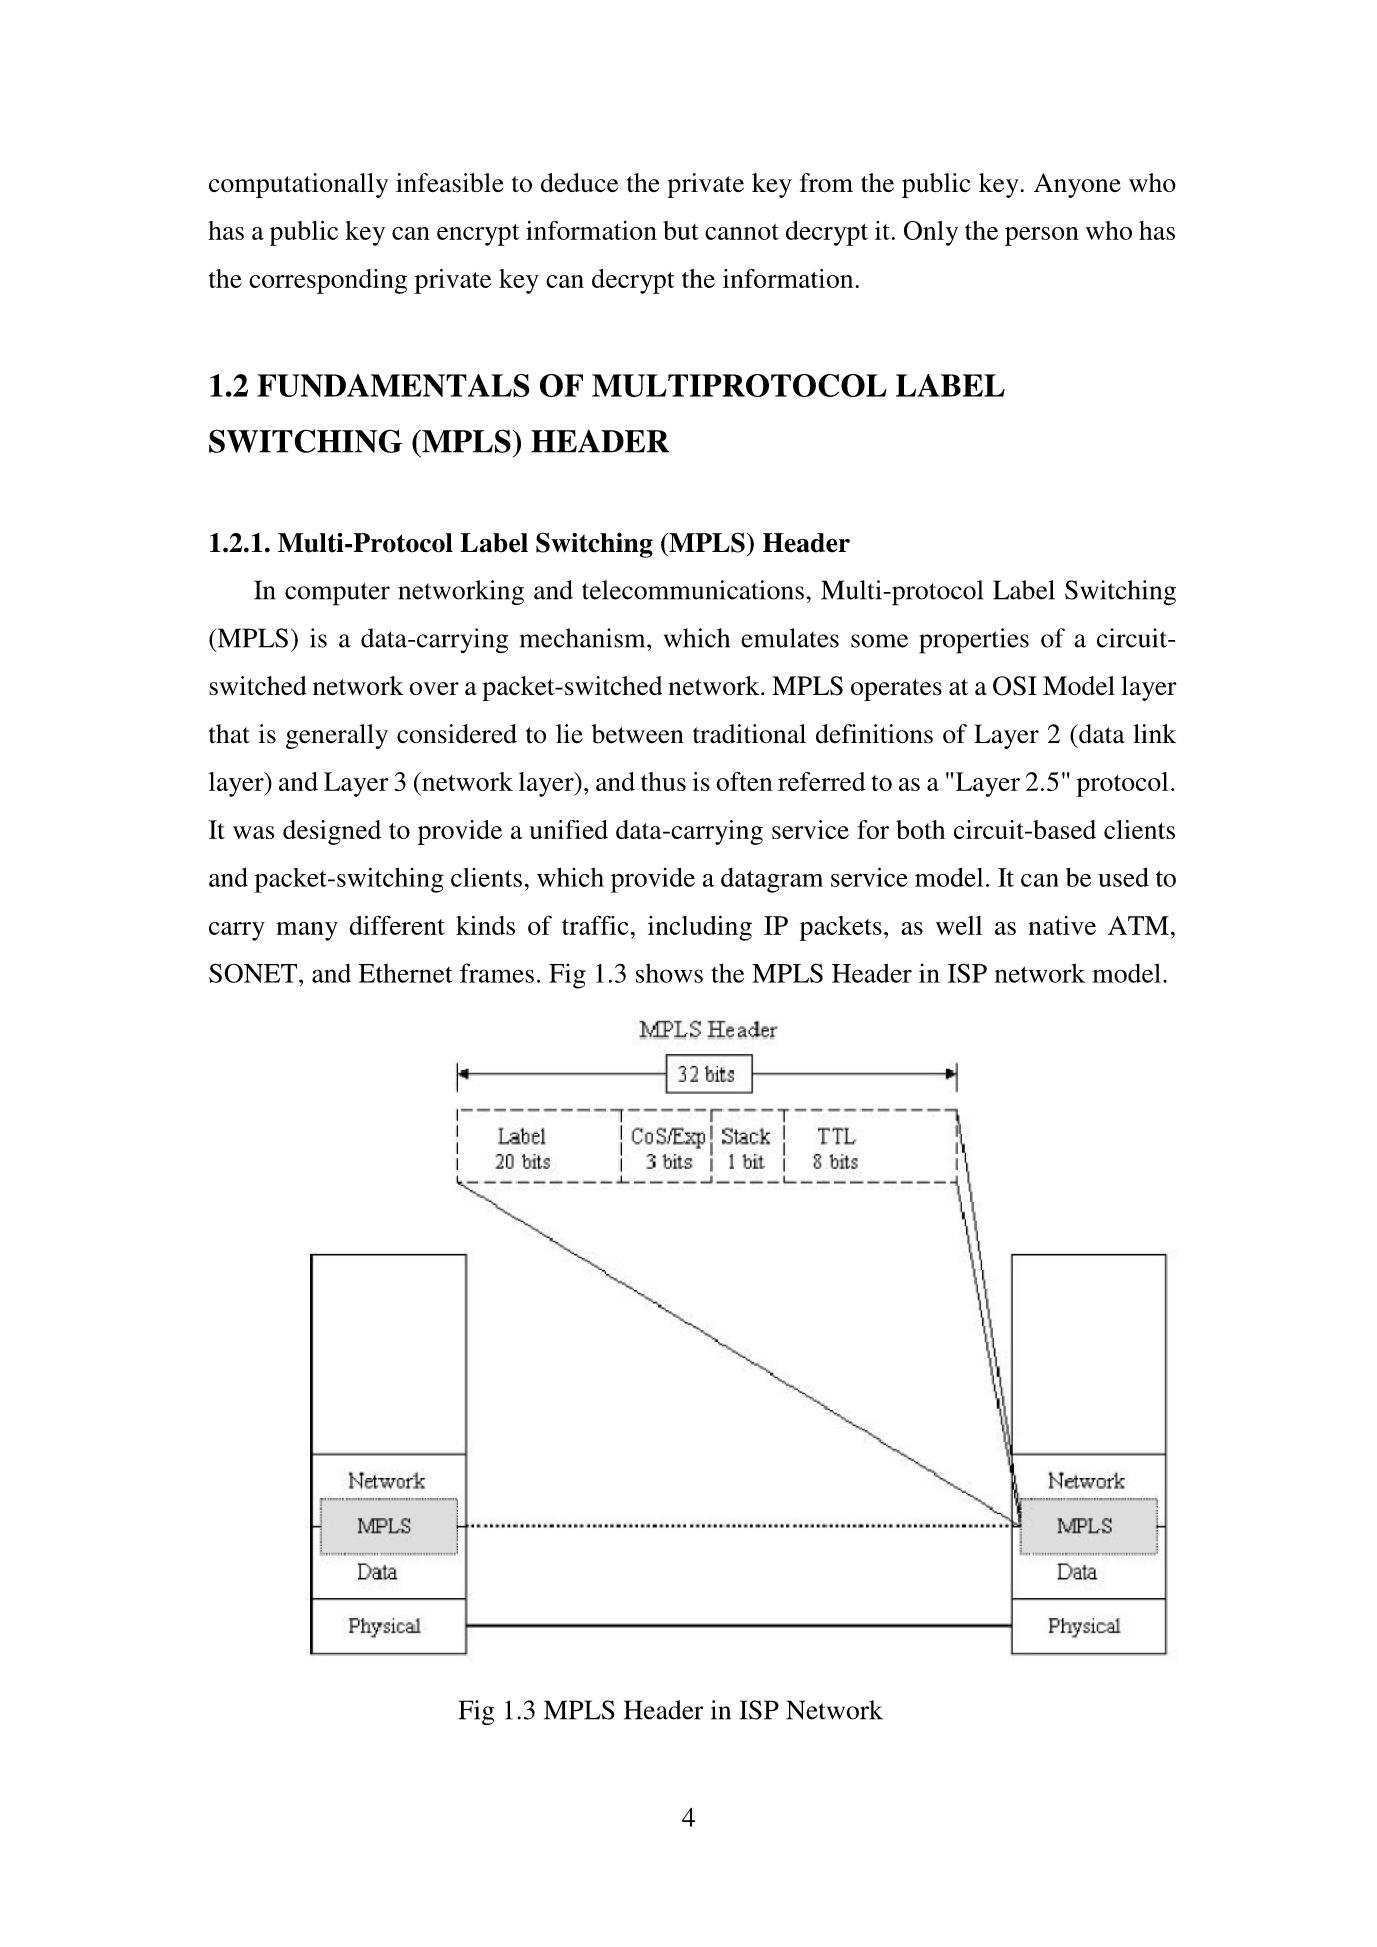 computationally infeasible to deduce the private key from the public key. Anyone who
has a public key can encrypt information but cannot decrypt it. Only the person who has
the corresponding private key can decrypt the information.
1.2 FUNDAMENTALS OF MULTIPROTOCOL LABEL
SWITCHING (MPLS) HEADER
1.2.1. Multi-Protocol Label Switching (MPLS) Header
In computer networking and telecommunications, Multi-protocol Label Switching
(MPLS) is a data-carrying mechanism, which emulates some properties of a circuit-
switched network over a packet-switched network. MPLS operates at a OSI Model layer
that is generally considered to lie between traditional definitions of Layer 2 (data link
layer) and Layer 3 (network layer), and thus is often referred to as a "Layer 2.5" protocol.
It was designed to provide a unified data-carrying service for both circuit-based clients
and packet-switching clients, which provide a datagram service model. It can be used to
carry many different kinds of traffic, including IP packets, as well as native ATM,
SONET, and Ethernet frames. Fig 1.3 shows the MPLS Header in ISP network model.
MPLS Header
32 bits
Label CoS/Exp Stack TTL
20 bits 3 bits 1 bit 8 bits
Network Network
MPLS MPLS
Data Data
Physical Physical
Fig 1.3 MPLS Header in ISP Network
4